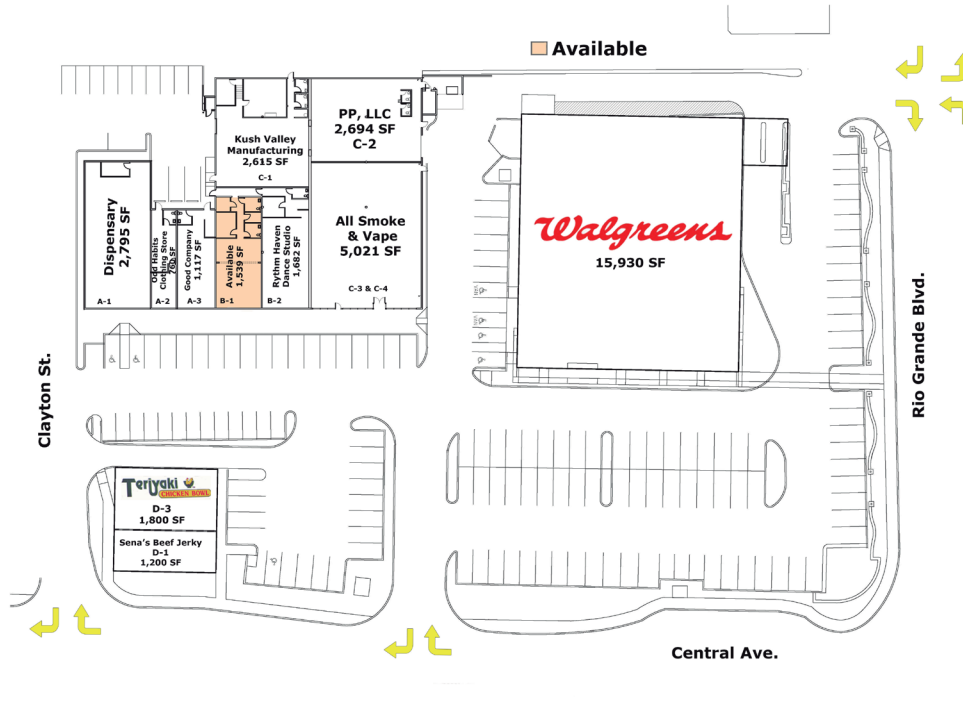 Available
PP, LLC
2,694 SF
C-2
Kush Valley
Manufacturing
2,615 SF
C-1
Dispensary
2,795 SF
A-1
Odd Habits
Clothing Store
760 SF
A-2
Good Company
1,117 SF
A-3
Available
1,539 SF
B-1
Rythm Haven
Dance Studio
1,682 SF
B-2
All Smoke
& Vape
5,021 SF
C-3 & C-4
Walgreens
15,930 SF
Rio Grande Blvd.
Clayton St.
Teriyaki
CHICKEN BOWL
D-3
1,800 SF
Sena's Beef Jerky
D-1
1,200 SF
Central Ave.